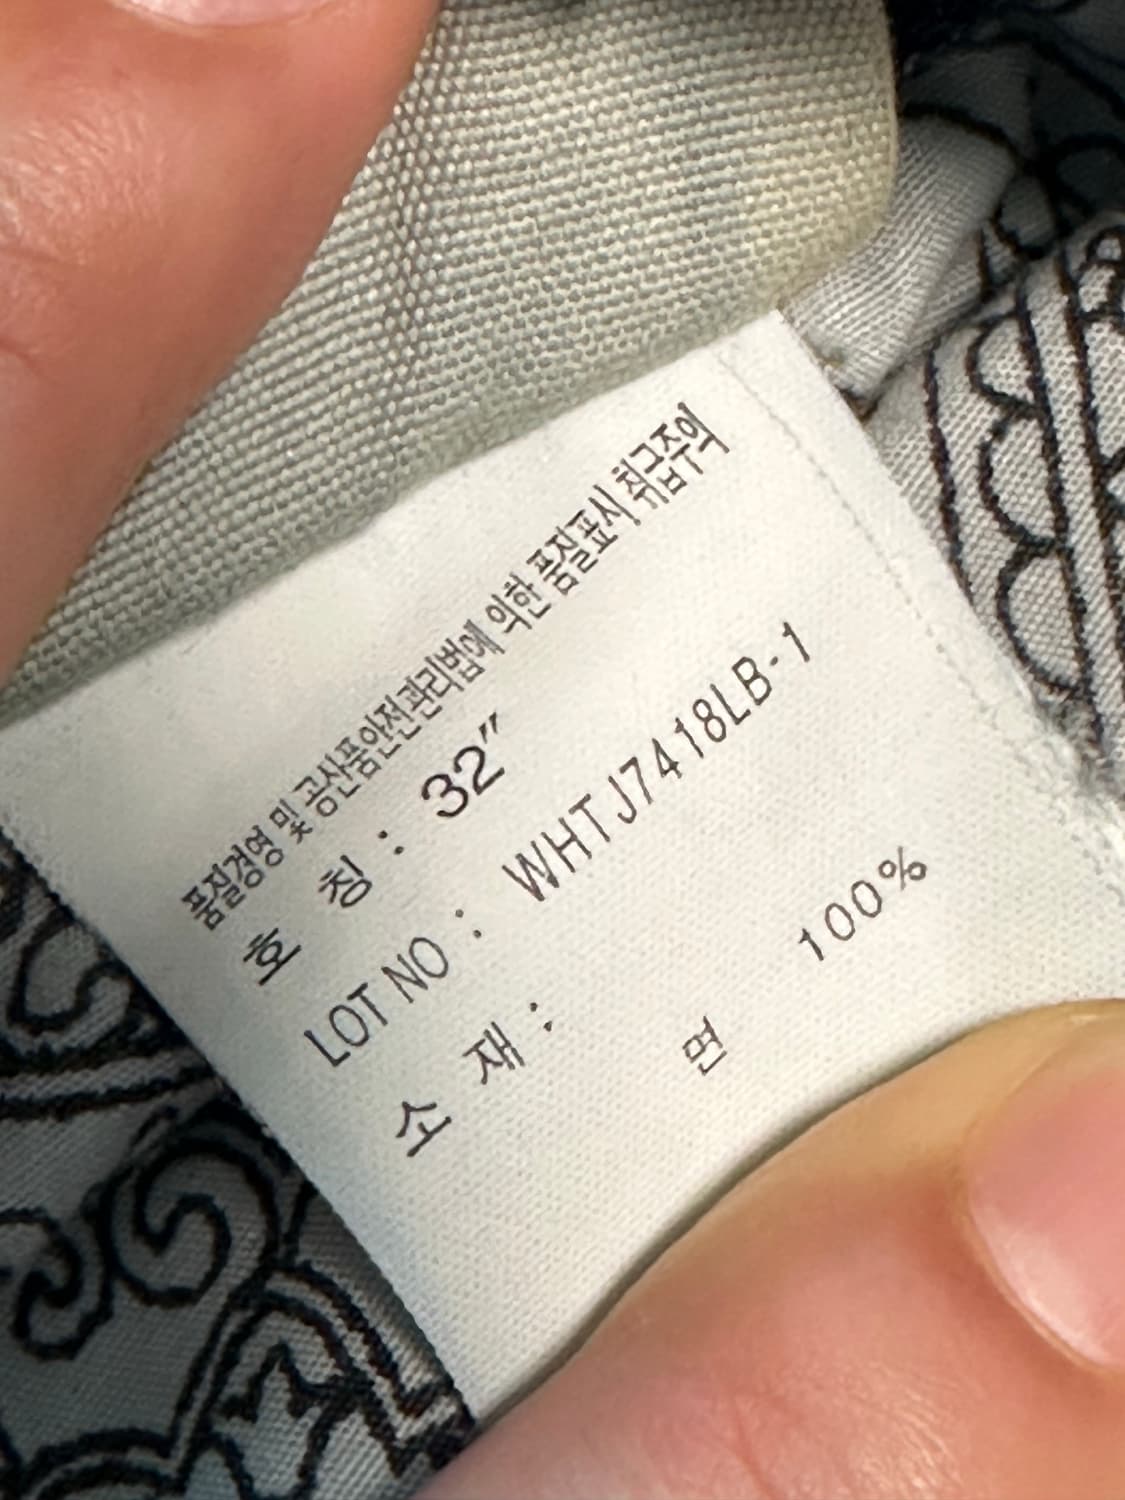 품질경영 및 공산품안전관리법에 의한 품질표시 취급주의
호 칭 : 32"
LOT NO : WHTJ7418LB-1
소 재 :
면 100%